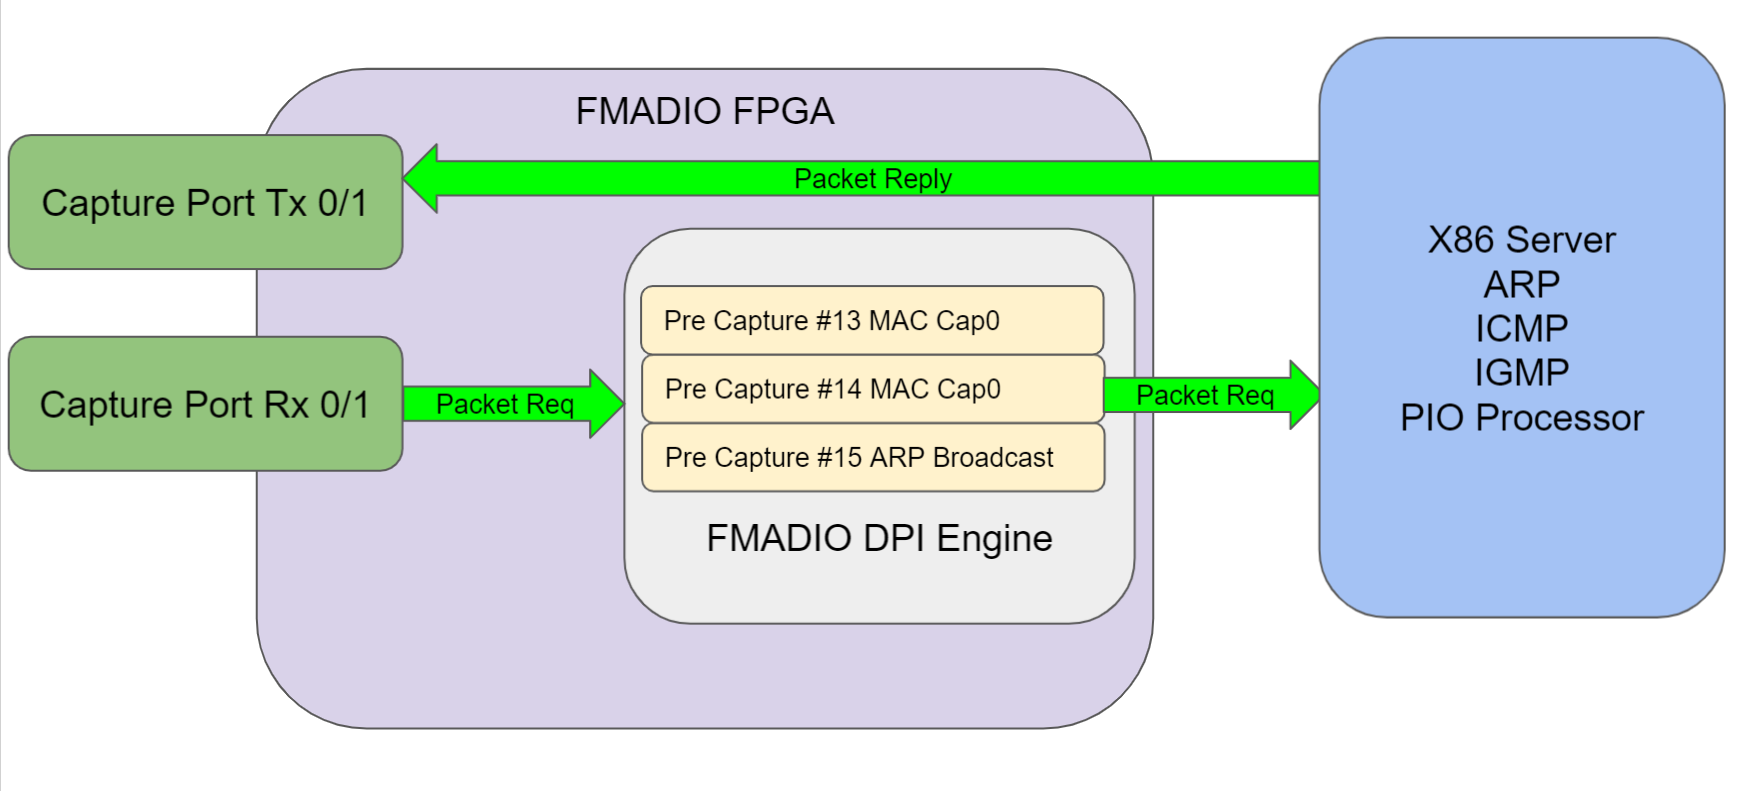 FMADIO FPGA
Capture Port Tx 0/1
Packet Reply
Capture Port Rx 0/1
Packet Req
Pre Capture #13 MAC Cap0
Pre Capture #14 MAC Cap0
Pre Capture #15 ARP Broadcast
FMADIO DPI Engine
Packet Req
X86 Server
ARP
ICMP
IGMP
PIO Processor